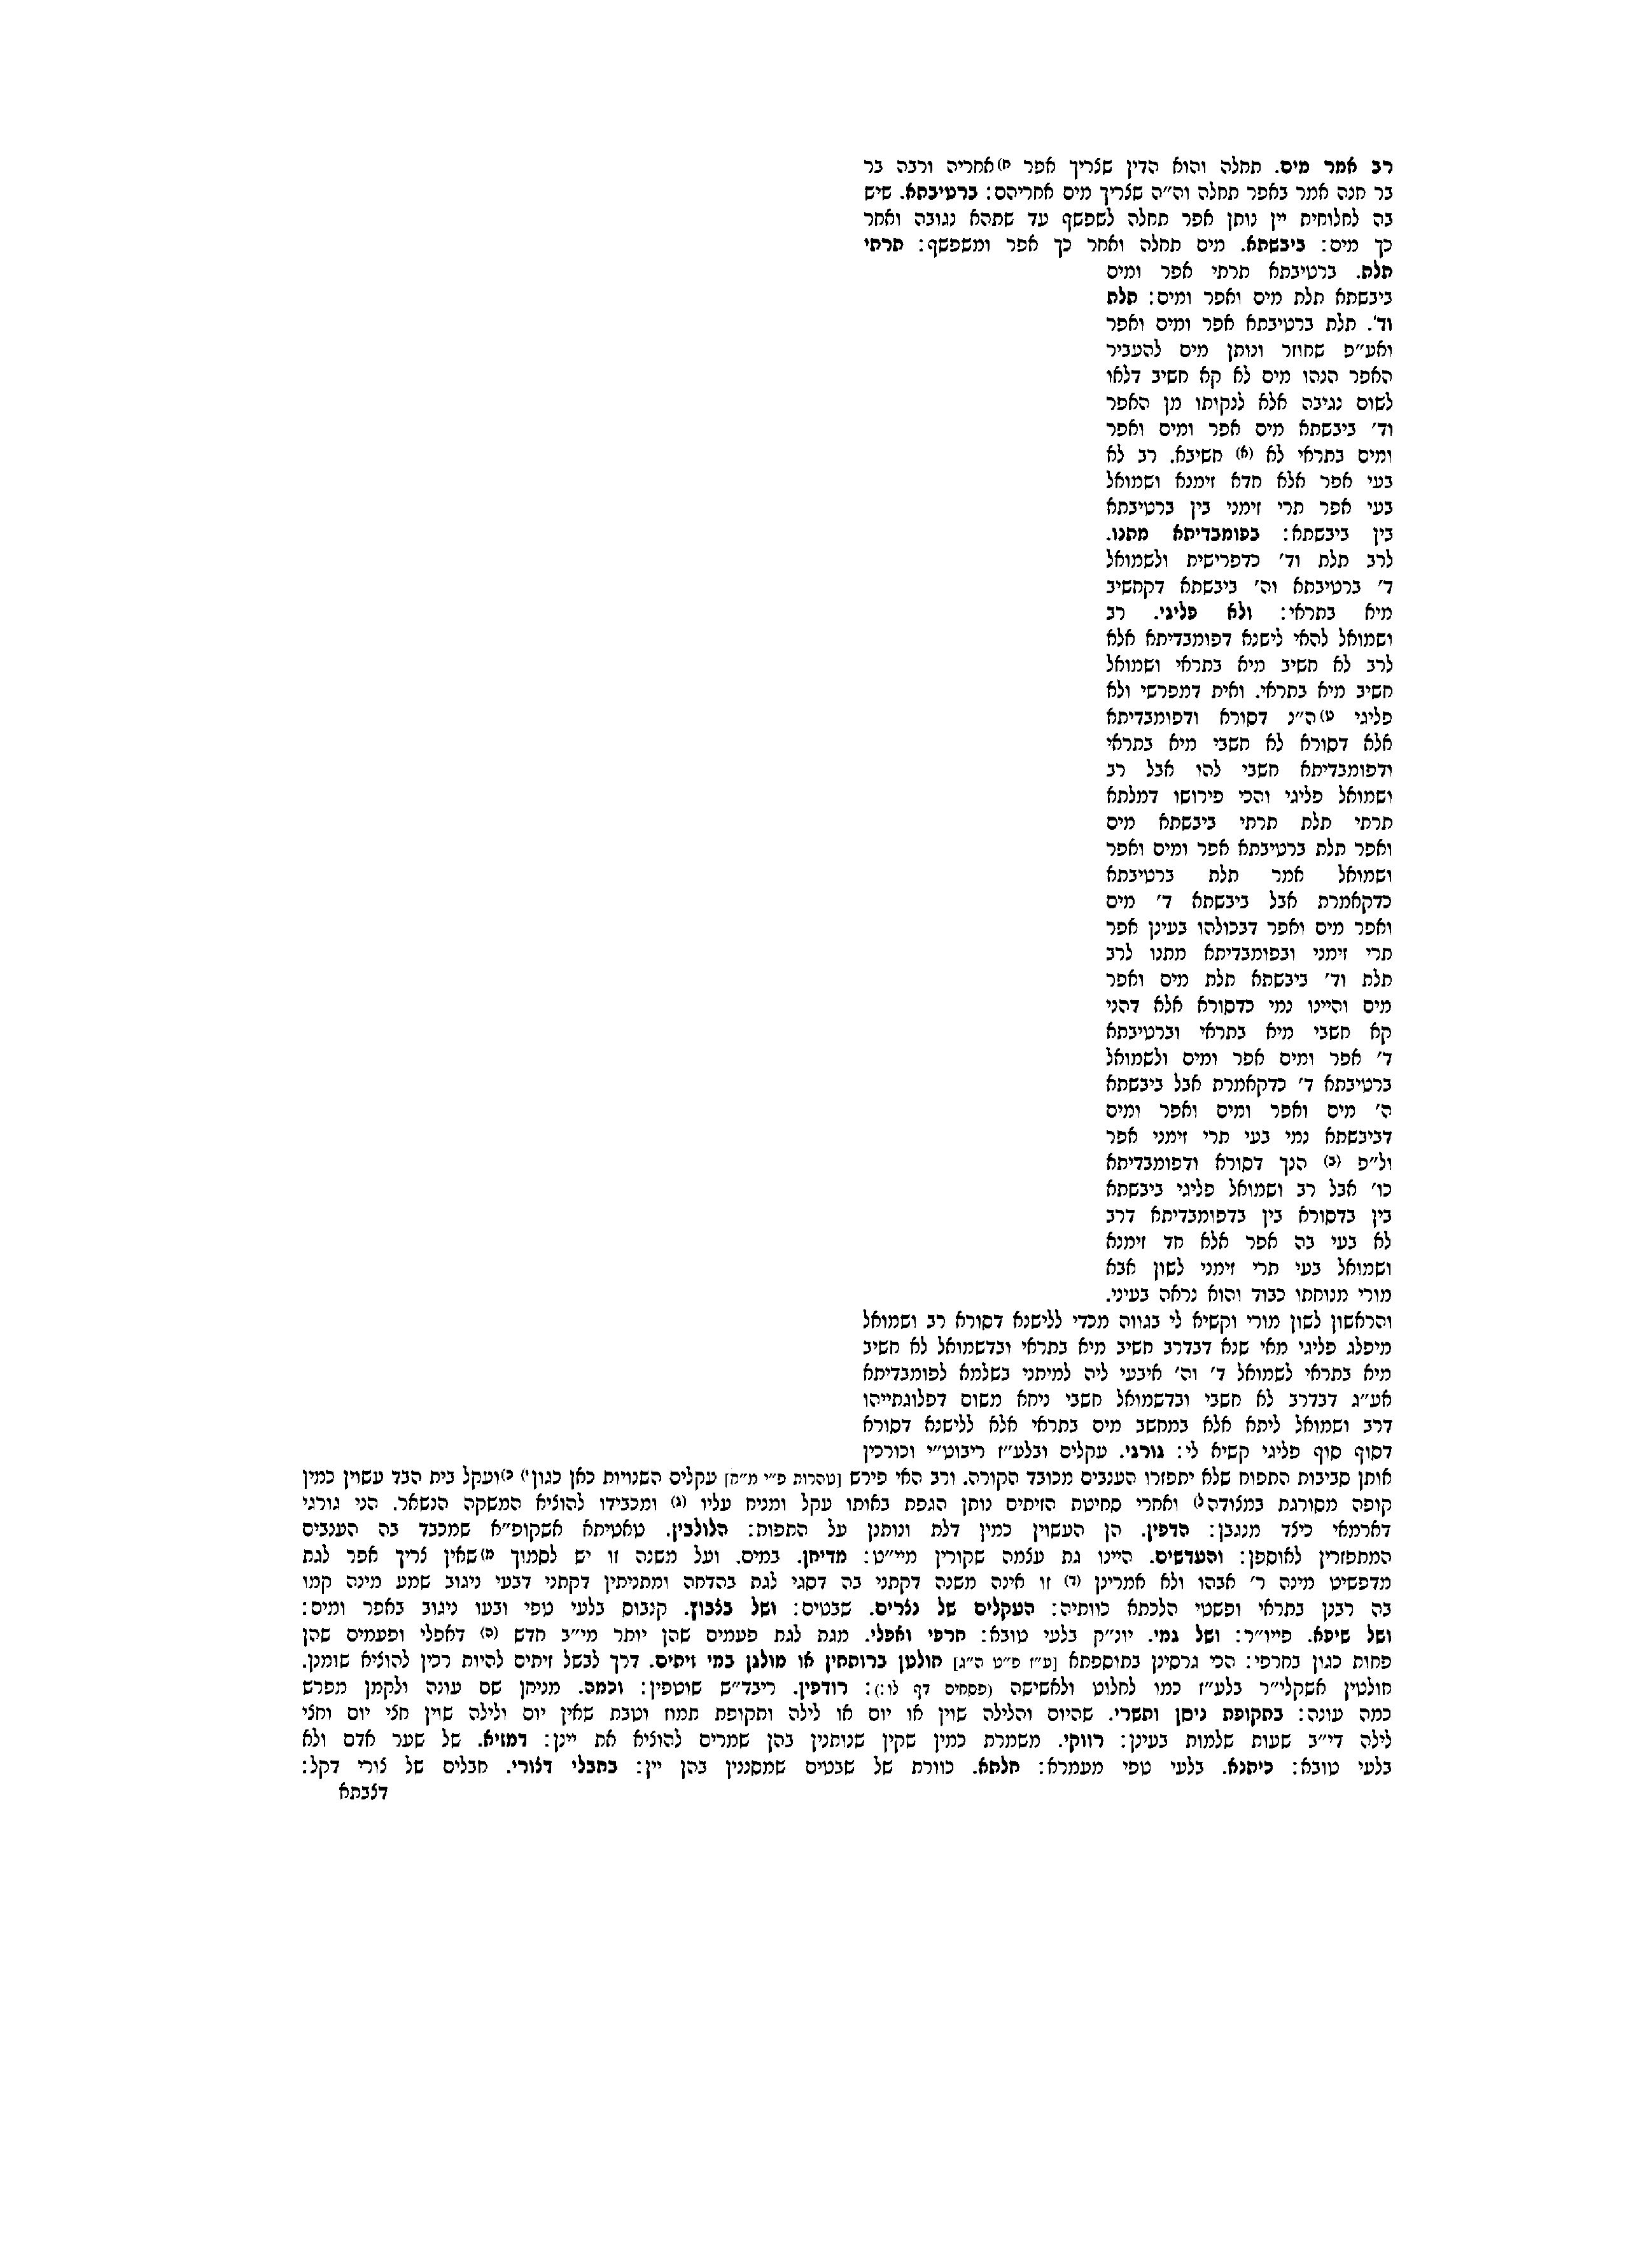 רב אמר מים. תחלה והוא הדין שצריך אפר ח)אחריה ורבה בר
בר חנה אמר באפר תחלה וה״ה שצריך מים אחריהם: ברטיבתא. שיש
בה לחלוחית יין נותן אפר תחלה לשפשף עד שתהא נגובה ואחר
כך מים: ביבשתא. מים תחלה ואחר כך אפר ומשפשף: תרתי
תלת. ברטיבתא תרתי אפר ומים
ביבשתא תלת מים ואפר ומים: תלת
וד'. תלת ברטיבתא אפר ומים ואפר
ואע״פ שחוזר ונותן מים להעביר
האפר הנהו מים לא קא חשיב דלאו
לשום נגיבה אלא לנקותו מן האפר
וד' ביבשתא מים אפר ומים ואפר
ומים בתראי לא (א) חשיבא. רב לא
בעי אפר אלא חדא זימנא ושמואל
בעי אפר תרי זימני בין ברטיבתא
בין ביבשתא: בפומבדיתא מתנו.
לרב תלת וד' כדפרישית ולשמואל
ד' ברטיבתא וה' ביבשתא דקחשיב
מיא בתראי: ולא פליגי. רב
ושמואל להאי לישנא דפומבדיתא אלא
לרב לא חשיב מיא בתראי ושמואל
חשיב מיא בתראי. ואית דמפרשי ולא
פליגי ט)ה״נ דסורא ודפומבדיתא
אלא דסורא לא חשבי מיא בתראי
ודפומבדיתא חשבי להו אבל רב
ושמואל פליגי והכי פירושו דמלתא
תרתי תלת תרתי ביבשתא מים
ואפר תלת ברטיבתא אפר ומים ואפר
ושמואל אמר תלת ברטיבתא
כדקאמרת אבל ביבשתא ד' מים
ואפר מים ואפר דבכולהו בעינן אפר
תרי זימני ובפומבדיתא מתנו לרב
תלת וד' ביבשתא תלת מים ואפר
מים והיינו נמי כדסורא אלא דהני
קא חשבי מיא בתראי וברטיבתא
ד' אפר ומים אפר ומים ולשמואל
ברטיבתא ד' כדקאמרת אבל ביבשתא
ה' מים ואפר ומים ואפר ומים
דביבשתא נמי בעי תרי זימני אפר
ול״פ (ב) הנך דסורא ודפומבדיתא
כו' אבל רב ושמואל פליגי ביבשתא
בין בדסורא בין בדפומבדיתא דרב
לא בעי בה אפר אלא חד זימנא
ושמואל בעי תרי זימני לשון אבא
מורי מנוחתו כבוד והוא נראה בעיני.
והראשון לשון מורי וקשיא לי בגווה מכדי ללישנא דסורא רב ושמואל
מיפלג פליגי מאי שנא דבדרב חשיב מיא בתראי ובדשמואל לא חשיב
מיא בתראי לשמואל ד' וה' איבעי ליה למיתני בשלמא לפומבדיתא
אע״ג דבדרב לא חשבי ובדשמואל חשבי ניחא משום דפלוגתייהו
דרב ושמואל ליתא אלא במחשב מים בתראי אלא ללישנא דסורא
דסוף סוף פליגי קשיא לי: גורגי. עקלים ובלע״ז ריבוט״י וכורכין
אותן סביבות התפוח שלא יתפזרו הענבים מכובד הקורה. ורב האי פירש [טהרות פ״י מ״ח] עקלים השנויות כאן כגון י) כ)ועקל בית הבד עשוין כמין
קופה מסורגת במצודה ל) ואחרי סחיטת הזיתים נותן הגפת באותו עקל ומניח עליו (ג) ומכבידו להוציא המשקה הנשאר. הני גורגי
דארמאי כיצד מנגבן: הדפין. הן העשוין כמין דלת ונותנן על התפוח: הלולבין. טאטיתא אשקופ״א שמכבד בה הענבים
המתפזרין לאוספן: והעדשים. היינו גת עצמה שקורין מיי״ט: מדיחן. במים. ועל משנה זו יש לסמוך מ)שאין צריך אפר לגת
מדפשיט מינה ר' אבהו ולא אמרינן (ד) זו אינה משנה דקתני בה דסגי לגת בהדחה ומתניתין דקתני דבעי ניגוב שמע מינה קמו
בה רבנן בתראי ופשטי הלכתא כוותיה: העקלים של נצרים. שבטים: ושל בצבוץ. קנבוס בלעי טפי ובעו ניגוב באפר ומים:
ושל שיפא. פייו״ר: ושל גמי. יונ״ק בלעי טובא: חרפי ואפלי. מגת לגת פעמים שהן יותר מי״ב חדש (ה) דאפלי ופעמים שהן
פחות כגון בחרפי: הכי גרסינן בתוספתא [ע״ז פ״ט ה״ג] חולטן ברותחין או מולגן במי זיתים. דרך לבשל זיתים להיות רכין להוציא שומנן.
חולטין אשקלי״ר בלע״ז כמו לחלוט ולאשישה (פסחים דף לו:): רודפין. ריבד״ש שוטפין: וכמה. מניחן שם עונה ולקמן מפרש
כמה עונה: בתקופת ניסן ותשרי. שהיום והלילה שוין או יום או לילה ותקופת תמוז וטבת שאין יום ולילה שוין חצי יום וחצי
לילה די״ב שעות שלמות בעינן: רווקי. משמרת כמין שקין שנותנין בהן שמרים להוציא את יינן: דמזיא. של שער אדם ולא
בלעי טובא: כיתנא. בלעי טפי מעמרא: חלתא. כוורת של שבטים שמסננין בהן יין: בחבלי דצורי. חבלים של צורי דקל:
דצבתא